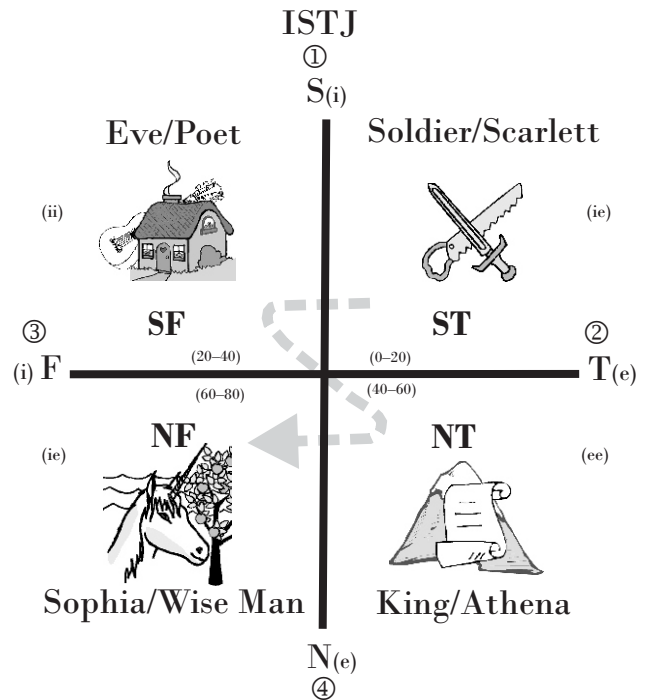 ISTJ
①
S(i)
Eve/Poet
Soldier/Scarlett
(ii)
(ie)
SF
ST
③
②
(20–40)
(0–20)
(i) F
T(e)
(60–80)
(40–60)
NF
NT
(ie)
(ee)
Sophia/Wise Man
King/Athena
N(e)
④